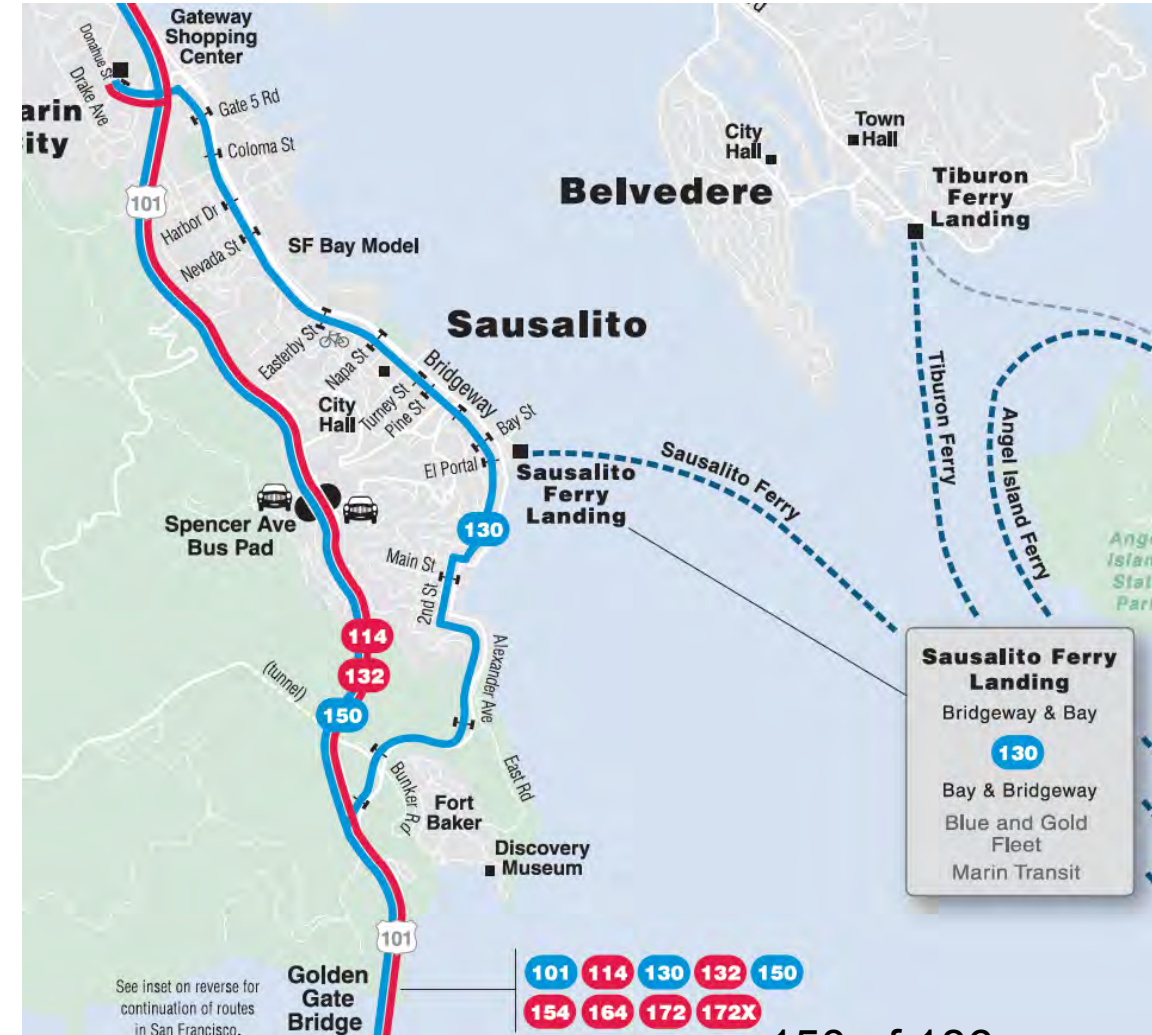 Gateway
Shopping
Center
Donahue St
Drake Ave
arin
ity
Gate 5 Rd
Coloma St
101
Harbor Dr
Nevada St
SF Bay Model
City
Hall
Town
Hall
Belvedere
Tiburon
Ferry
Landing
Sausalito
Easterby St
Napa St
City
Hall
Turney St
Pine St
Bridgeway
Bay St
El Portal
Sausalito
Ferry
Landing
Sausalito Ferry
Tiburon Ferry
Angel Island Ferry
Ange
Islan
Stat
Par
Spencer Ave
Bus Pad
130
Main St
2nd St
114
132
150
(tunnel)
Alexander Ave
East Rd
Bunker Rd
Fort
Baker
Discovery
Museum
Sausalito Ferry
Landing
Bridgeway & Bay
130
Bay & Bridgeway
Blue and Gold
Fleet
Marin Transit
101
See inset on reverse for
continuation of routes
in San Francisco.
Golden
Gate
Bridge
101 114 130 132 150
154 164 172 172X